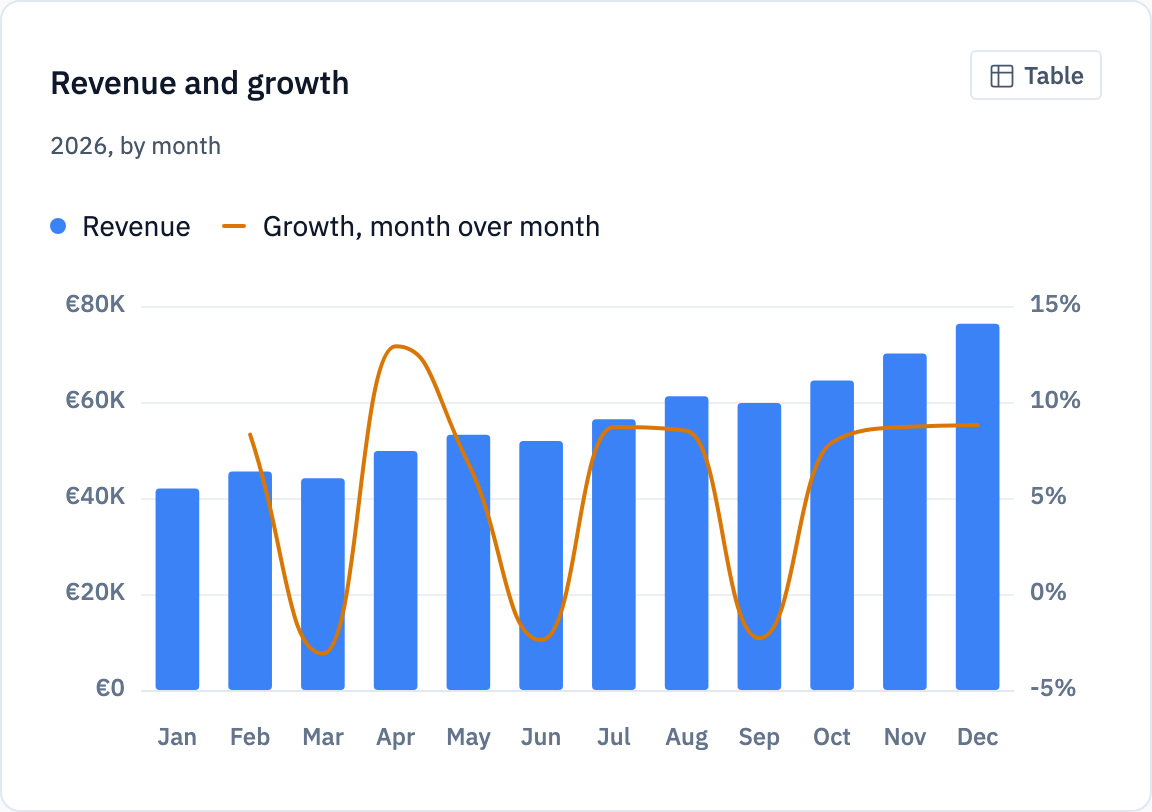 Revenue and growth
Table
2026, by month
Revenue
Growth, month over month
€80K
15%
€60K
10%
€40K
5%
€20K
0%
€0
-5%
Jan Feb Mar Apr May Jun Jul Aug Sep Oct Nov Dec